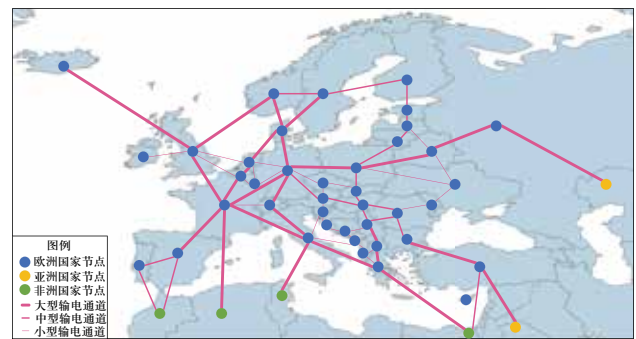 图例
欧洲国家节点
亚洲国家节点
非洲国家节点
大型输电通道
中型输电通道
小型输电通道